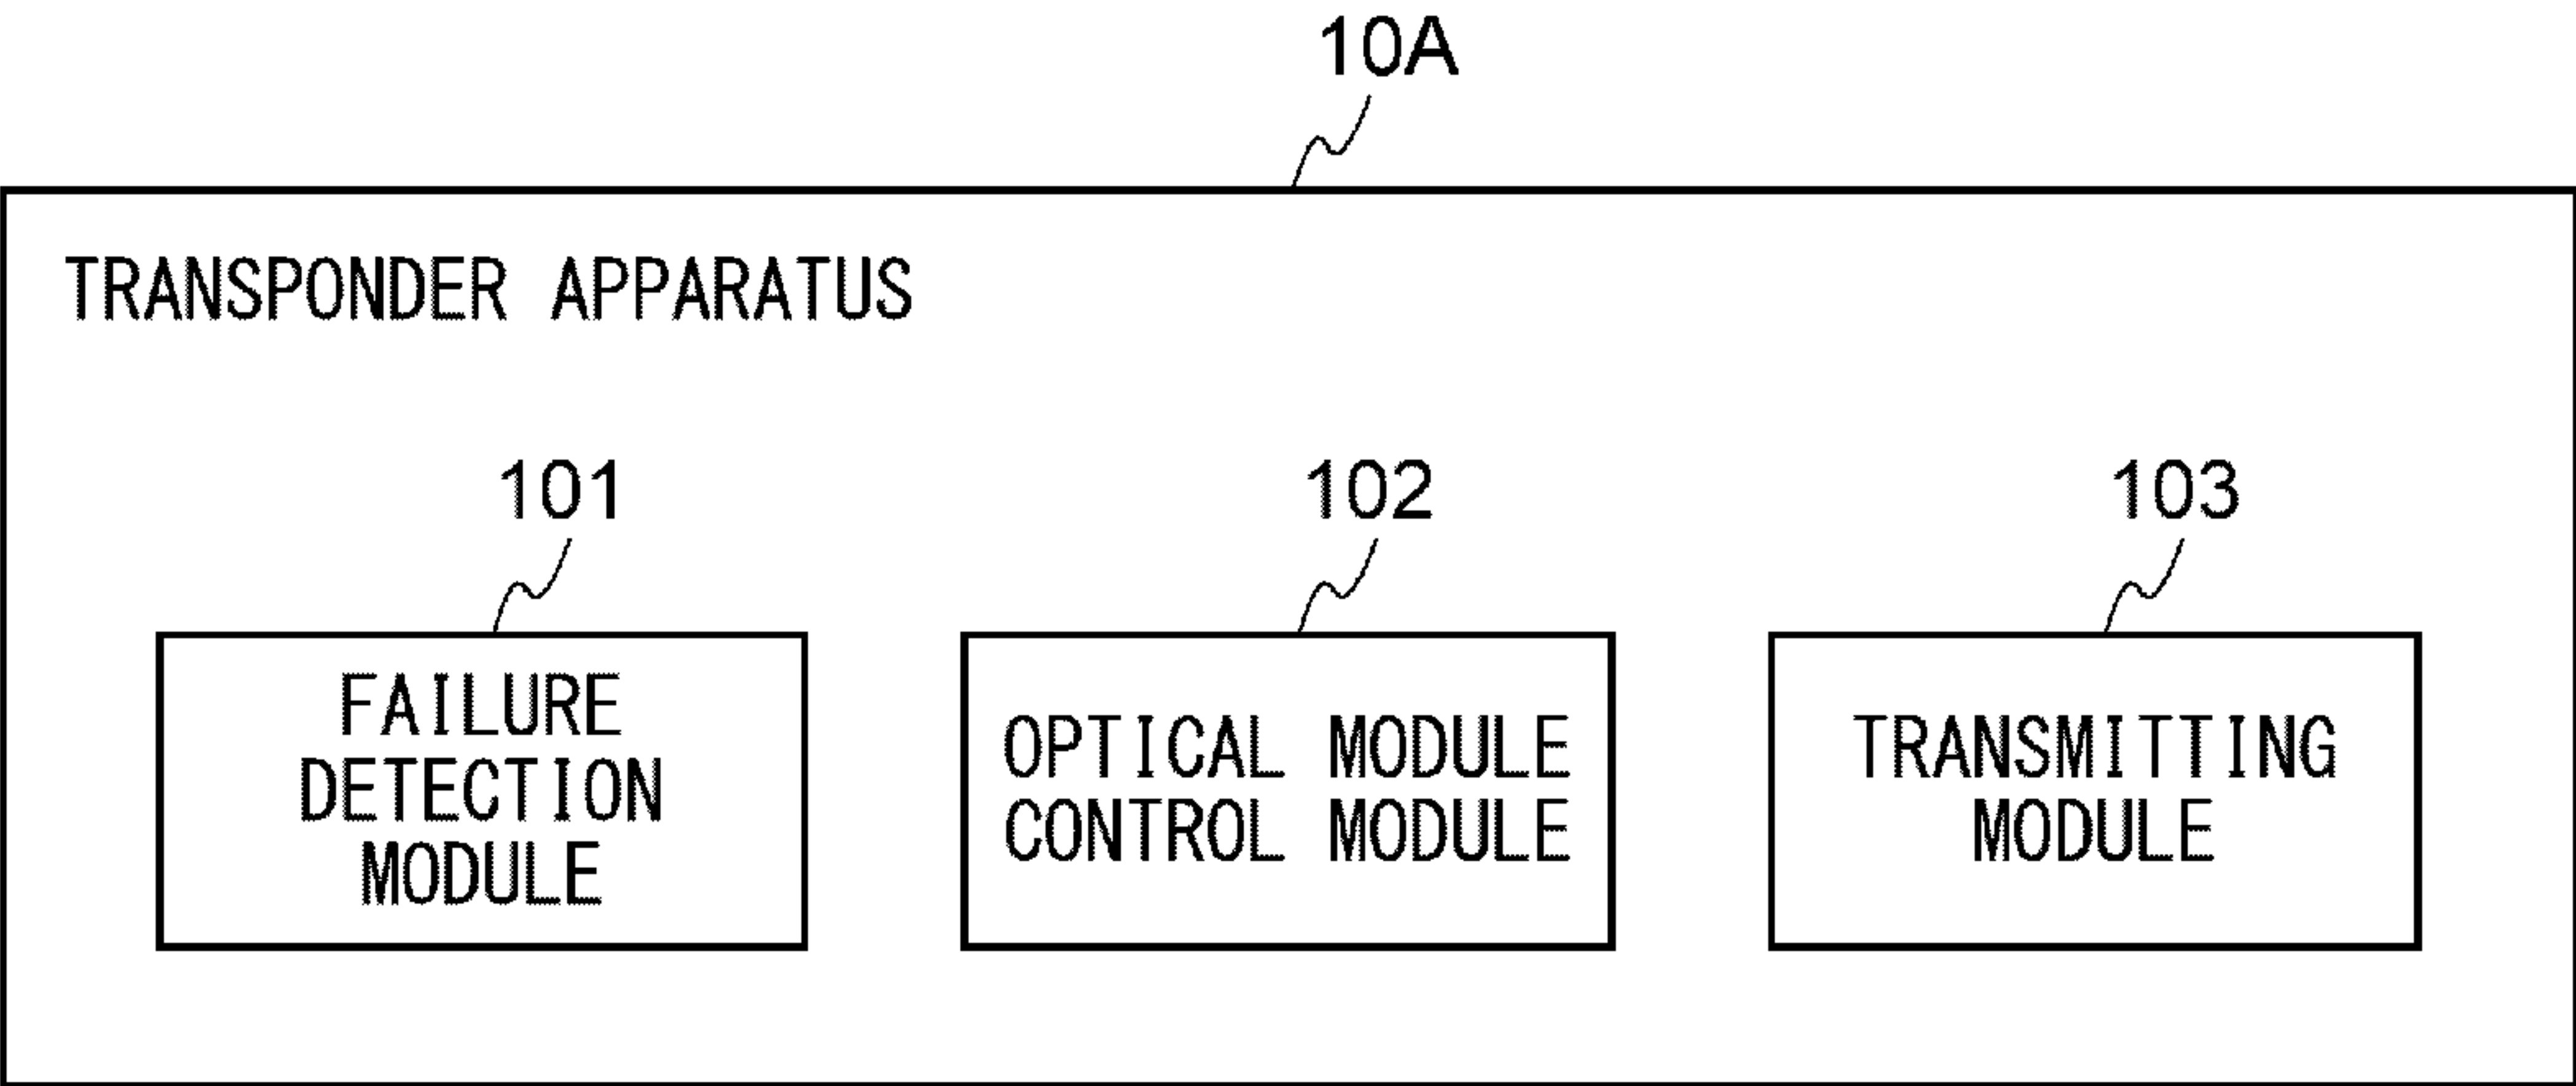 10A
TRANSPONDER APPARATUS
101
102
103
FAILURE
DETECTION
MODULE
OPTICAL MODULE
CONTROL MODULE
TRANSMITTING
MODULE